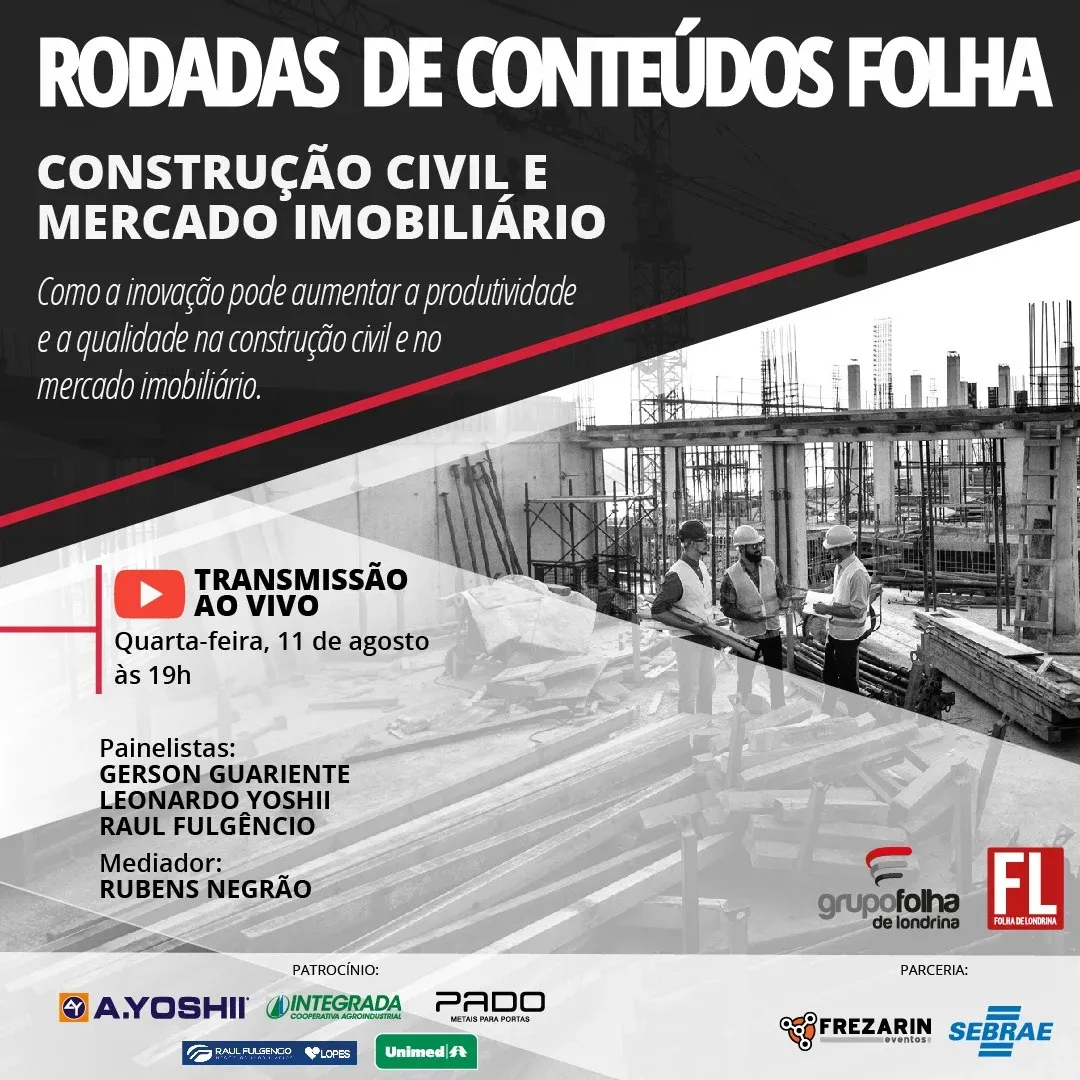 RODADAS DE CONTEÚDOS FOLHA
CONSTRUÇÃO CIVIL E
MERCADO IMOBILIÁRIO
Como a inovação pode aumentar a produtividade
e a qualidade na construção civil e no
mercado imobiliário.
TRANSMISSÃO
AO VIVO
Quarta-feira, 11 de agosto
às 19h
Painelistas:
GERSON GUARIENTE
LEONARDO YOSHII
RAUL FULGÊNCIO
Mediador:
RUBENS NEGRÃO
grupofolha
de londrina
FL
FOLHA DE LONDRINA
PATROCÍNIO:
AY A.YOSHII
INTEGRADA
COOPERATIVA AGROINDUSTRIAL
PADO
METAIS PARA PORTAS
RAUL FULGENCIO
LOPES
Unimed
PARCERIA:
FREZARIN
eventos
SEBRAE